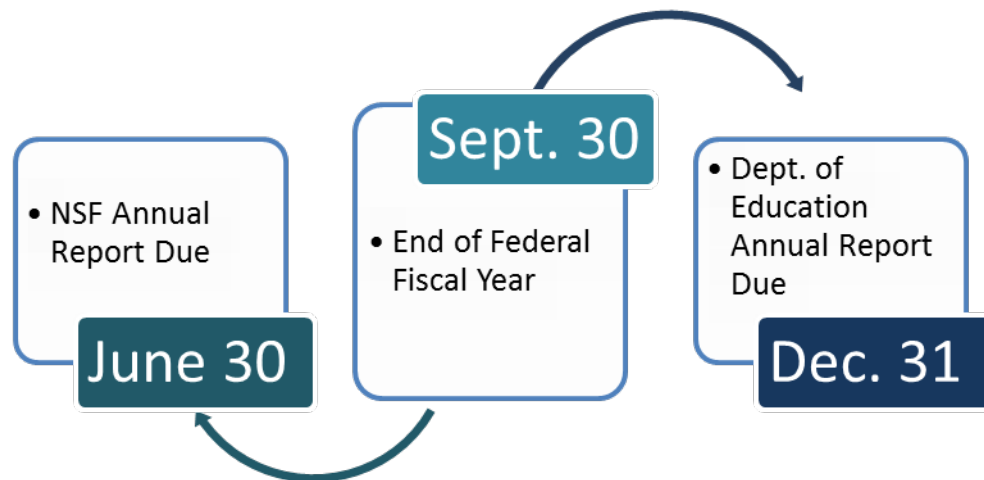 • NSF Annual
Report Due
June 30
Sept. 30
• End of Federal
Fiscal Year
• Dept. of
Education
Annual Report
Due
Dec. 31